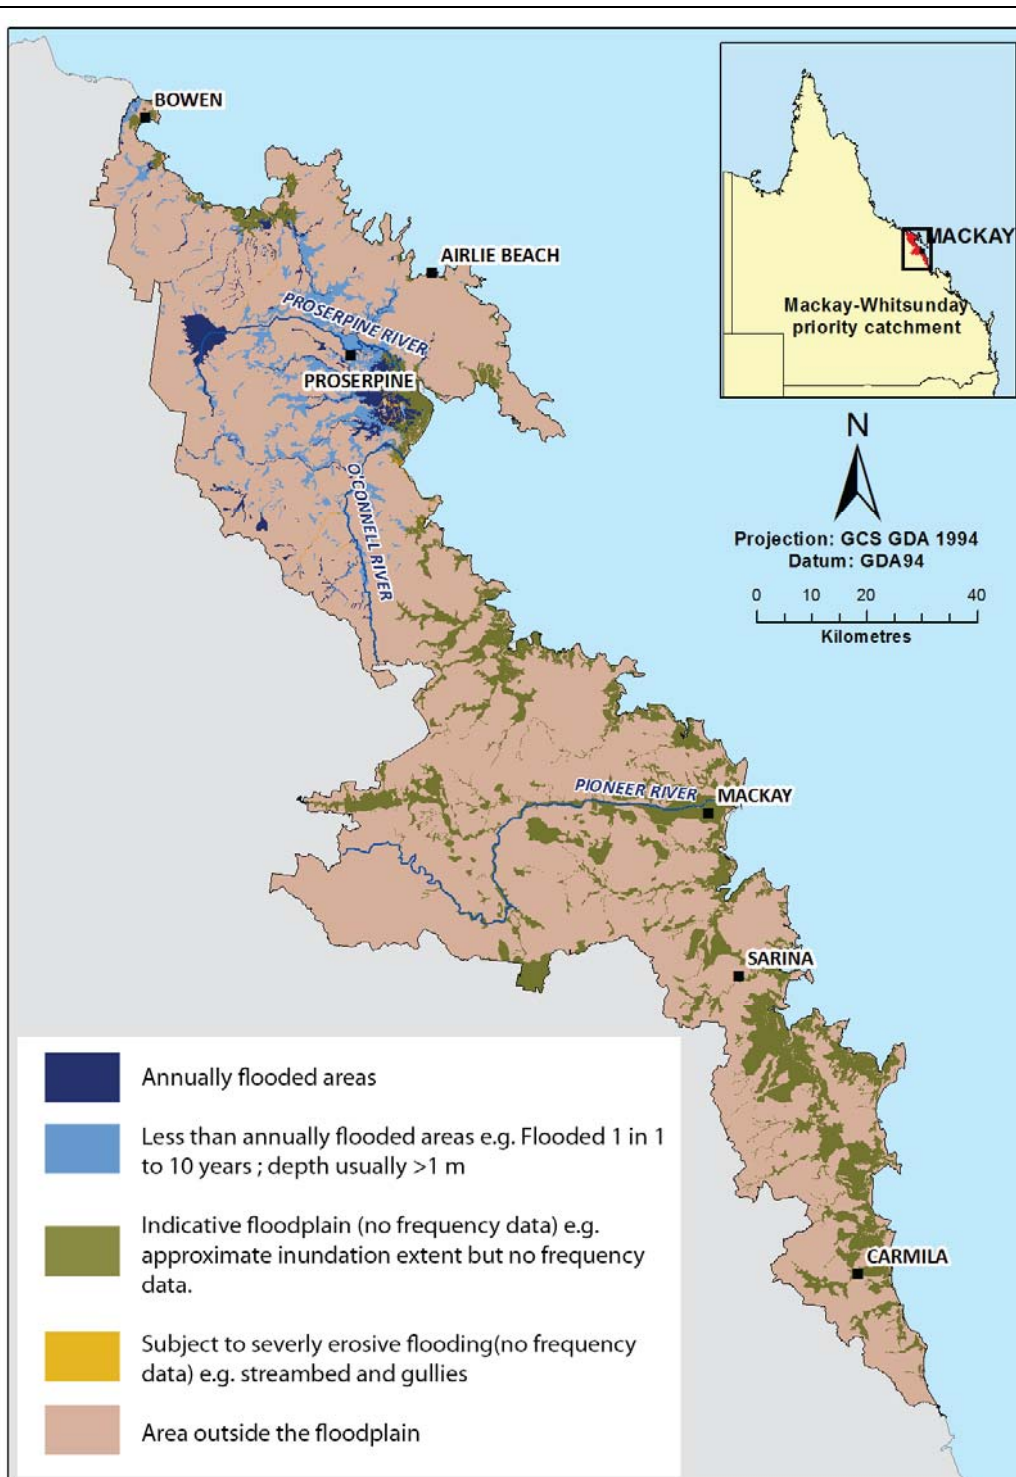 BOWEN
AIRLIE BEACH
PROSERPINE RIVER
PROSERPINE
O'CONNELL RIVER
PIONEER RIVER
MACKAY
SARINA
CARMILA
MACKAY
Mackay-Whitsunday
priority catchment
N
Projection: GCS GDA 1994
Datum: GDA94
0 10 20 40
Kilometres
Annually flooded areas
Less than annually flooded areas e.g. Flooded 1 in 1
to 10 years ; depth usually >1 m
Indicative floodplain (no frequency data) e.g.
approximate inundation extent but no frequency
data.
Subject to severly erosive flooding(no frequency
data) e.g. streambed and gullies
Area outside the floodplain